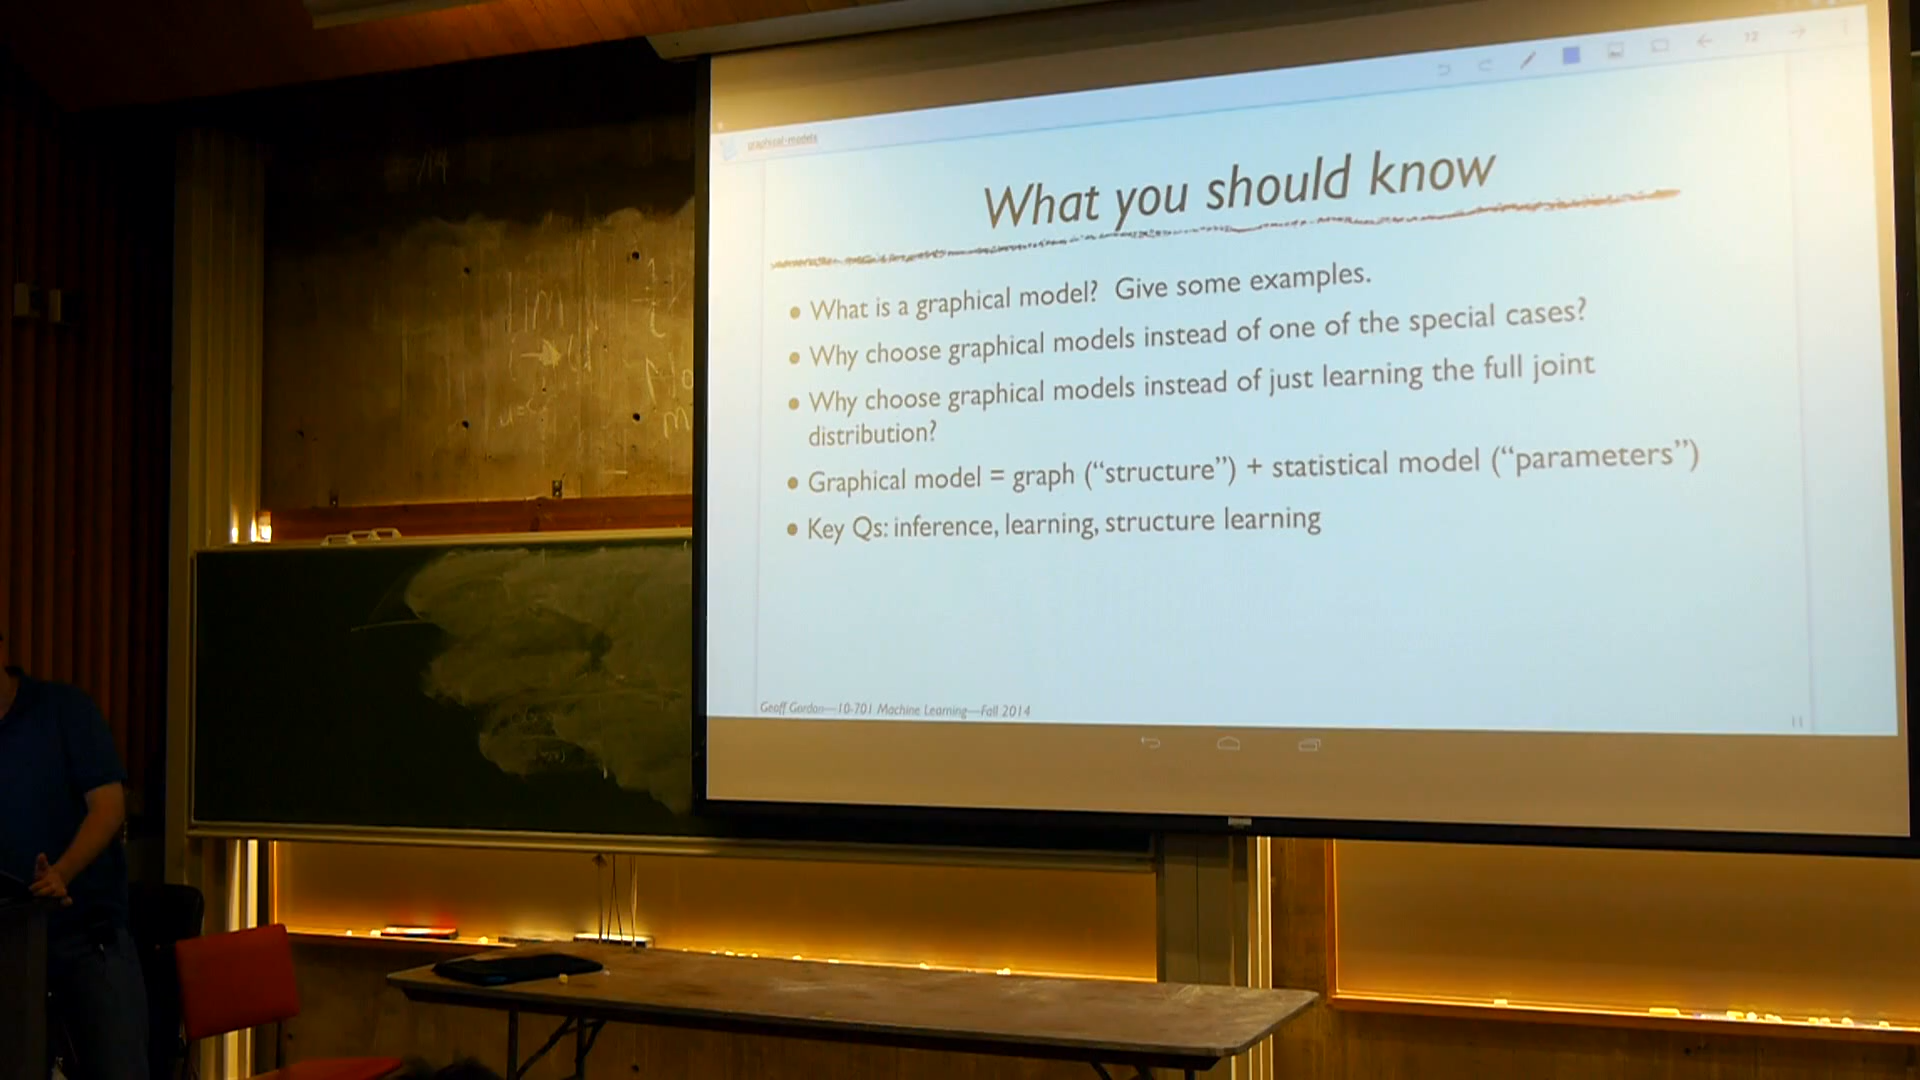 12
graphical-models
What you should know
• What is a graphical model? Give some examples.
• Why choose graphical models instead of one of the special cases?
• Why choose graphical models instead of just learning the full joint
distribution?
• Graphical model = graph (“structure”) + statistical model (“parameters”)
• Key Qs: inference, learning, structure learning
Geoff Gordon—10-701 Machine Learning—Fall 2014
11
lim